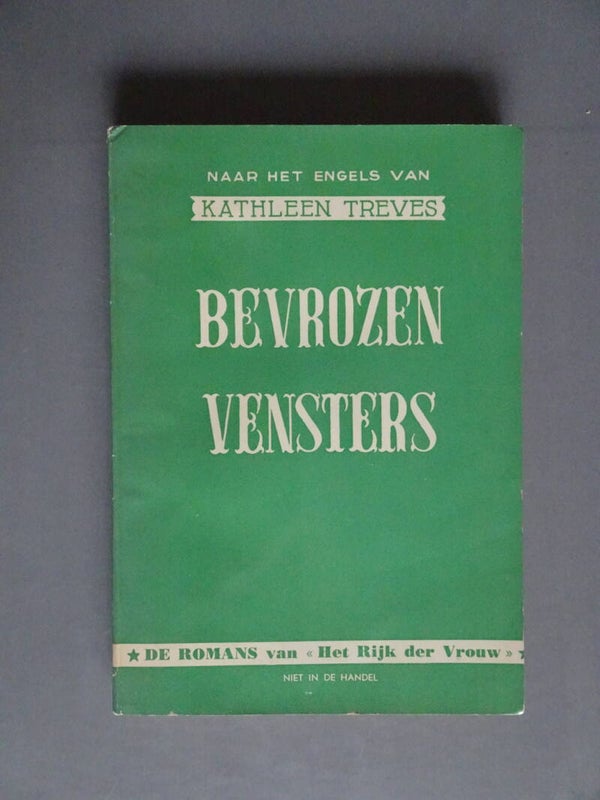 NAAR HET ENGELS VAN
KATHLEEN TREVES
BEVROZEN
VENSTERS
★ DE ROMANS van « Het Rijk der Vrouw » ★
NIET IN DE HANDEL